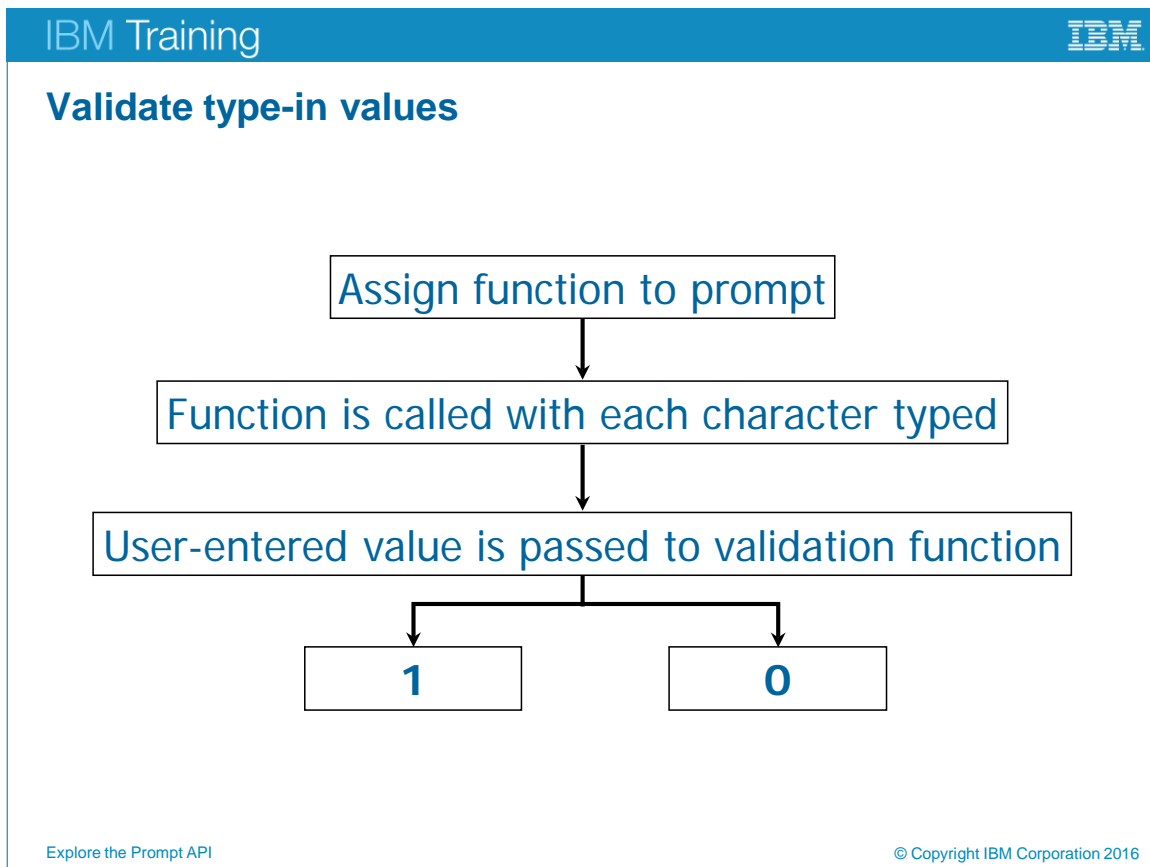 IBM Training
IBM
Validate type-in values
Assign function to prompt
Function is called with each character typed
User-entered value is passed to validation function
1
0
Explore the Prompt API
© Copyright IBM Corporation 2016